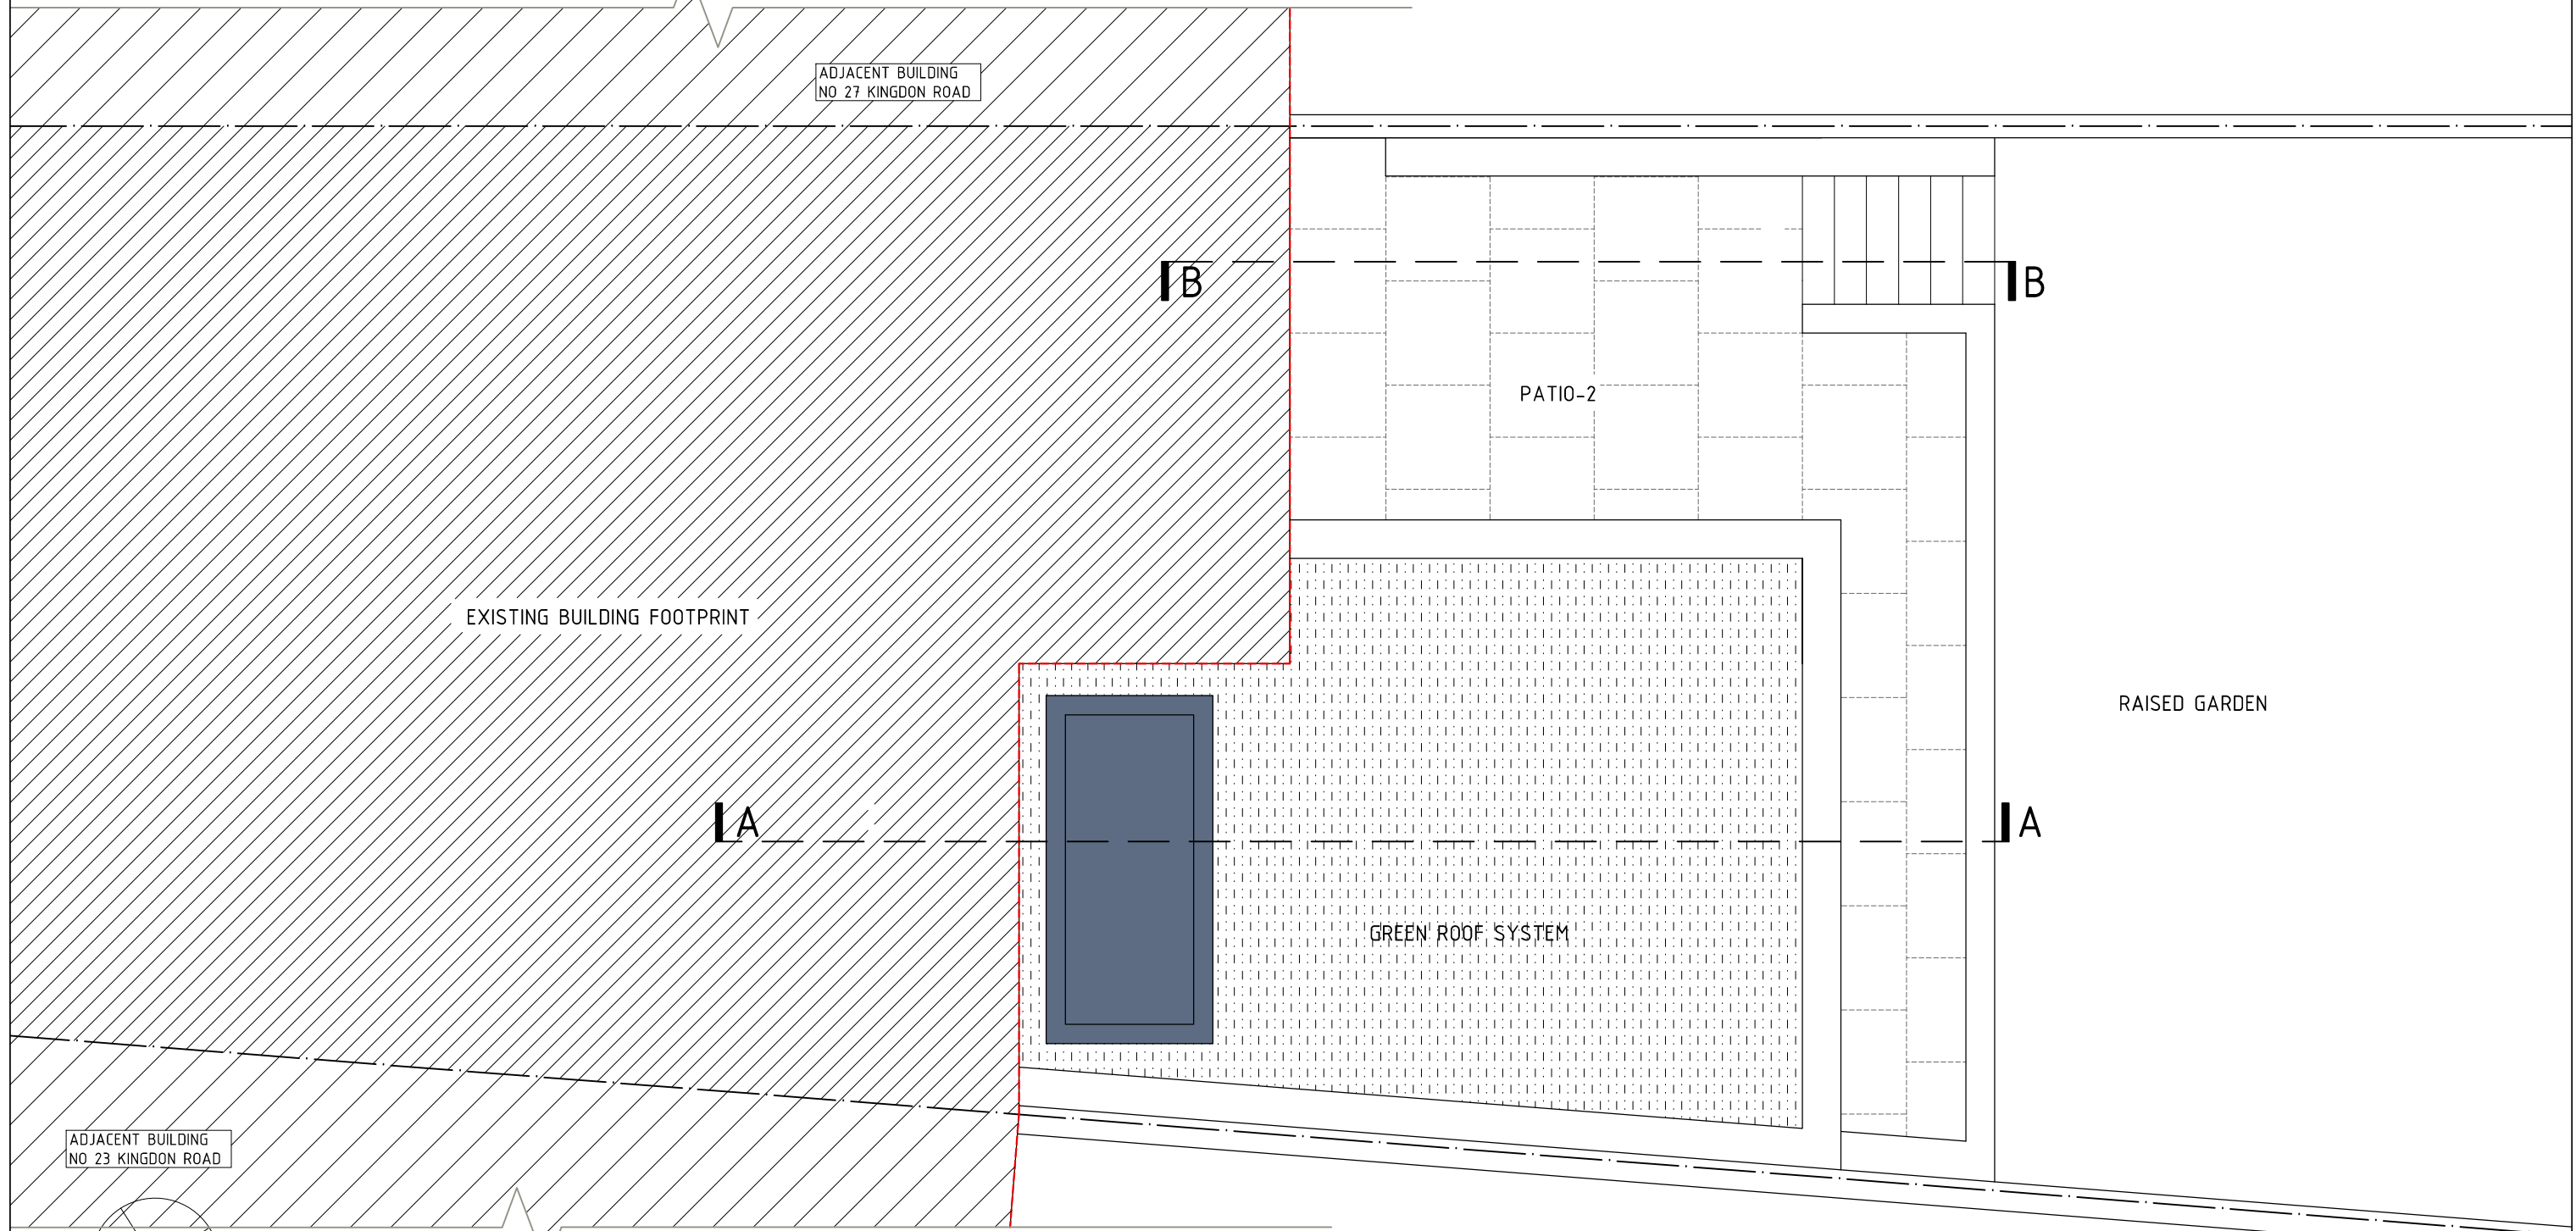 ADJACENT BUILDING
NO 27 KINGDON ROAD
B
B
PATIO-2
EXISTING BUILDING FOOTPRINT
RAISED GARDEN
A
A
GREEN ROOF SYSTEM
ADJACENT BUILDING
NO 23 KINGDON ROAD